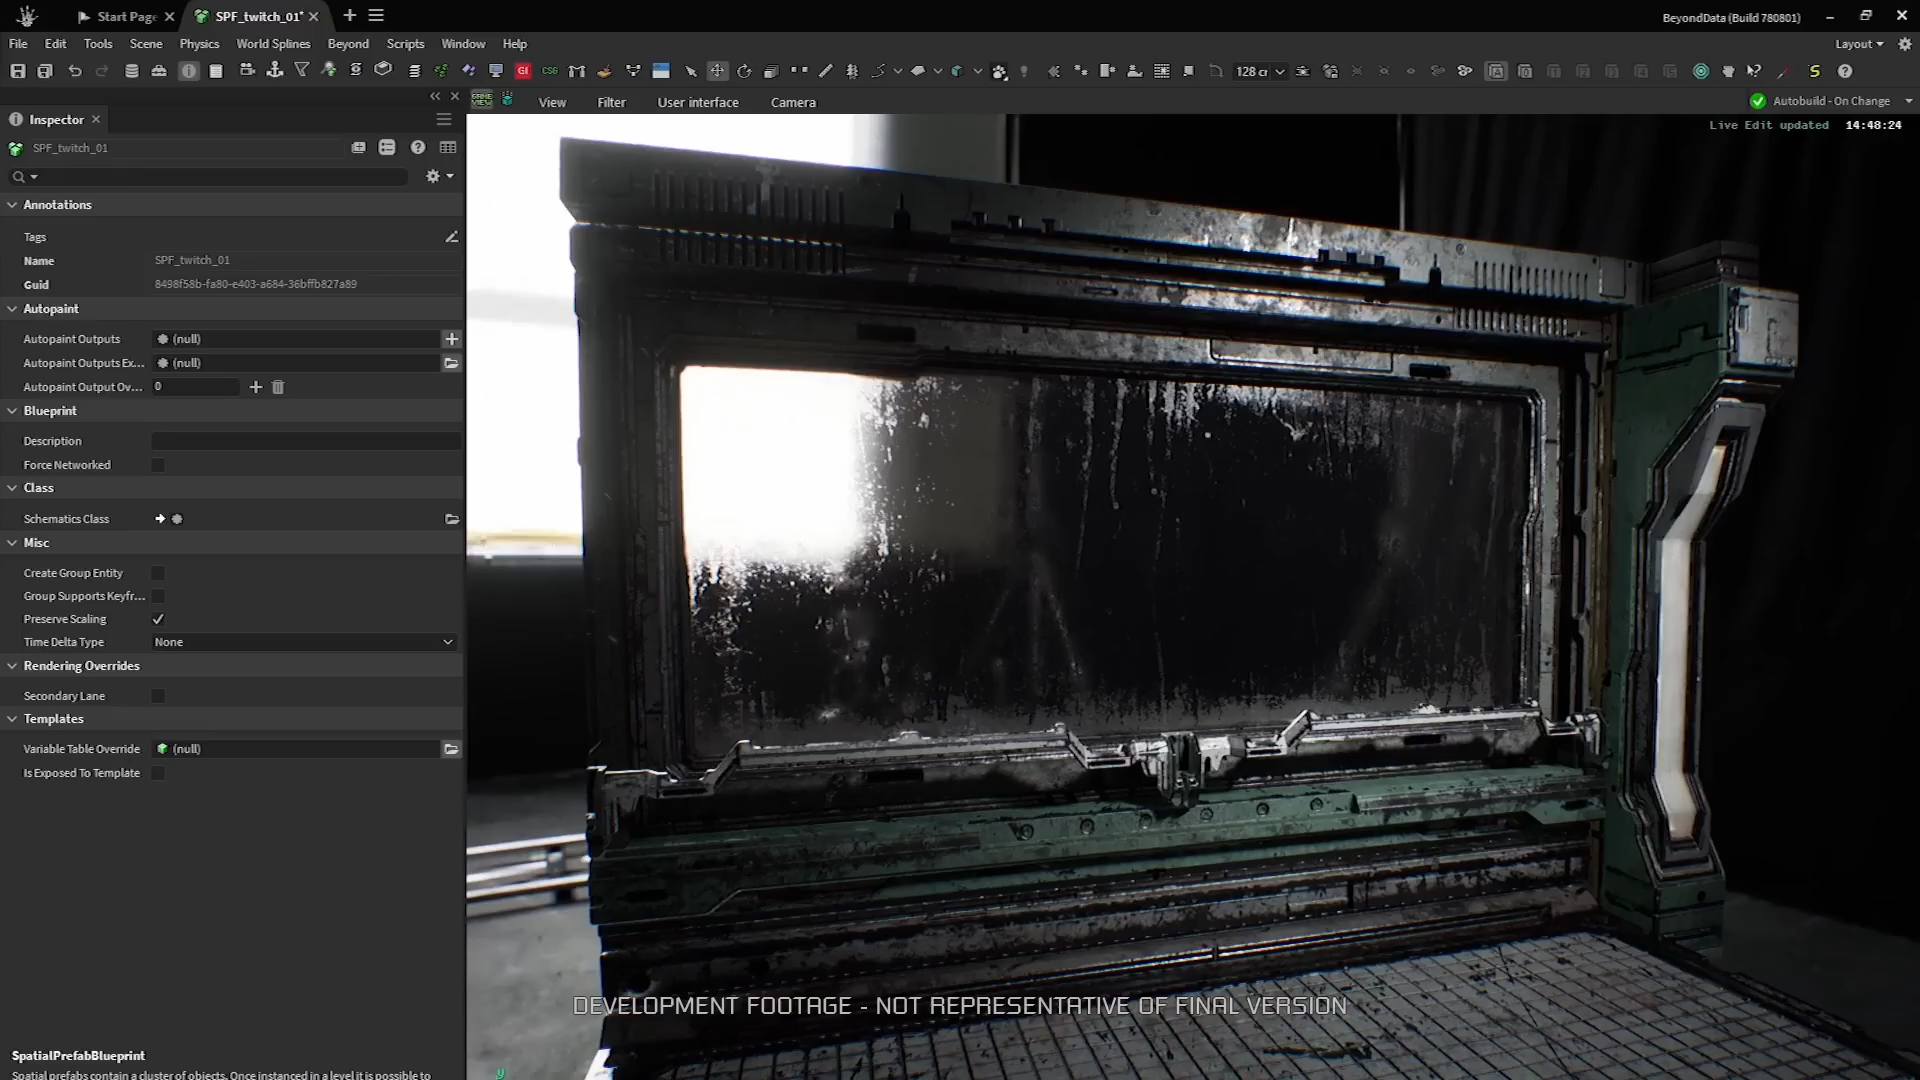 Start Page
SPF_twitch_01*
BeyondData (Build 780801)
File Edit Tools Scene Physics World Splines Beyond Scripts Window Help
Layout
GI CSG 128 cr
GAME VIEW View Filter User interface Camera
Autobuild - On Change
Live Edit updated 14:48:24
Inspector
SPF_twitch_01
Annotations
Tags
Name SPF_twitch_01
Guid 8498f58b-fa80-e403-a684-36bffb827a89
Autopaint
Autopaint Outputs (null)
Autopaint Outputs Ex... (null)
Autopaint Output Ov... 0
Blueprint
Description
Force Networked
Class
Schematics Class
Misc
Create Group Entity
Group Supports Keyfr...
Preserve Scaling
Time Delta Type None
Rendering Overrides
Secondary Lane
Templates
Variable Table Override (null)
Is Exposed To Template
DEVELOPMENT FOOTAGE - NOT REPRESENTATIVE OF FINAL VERSION
SpatialPrefabBlueprint
Spatial prefabs contain a cluster of objects. Once instanced in a level it is possible to
y